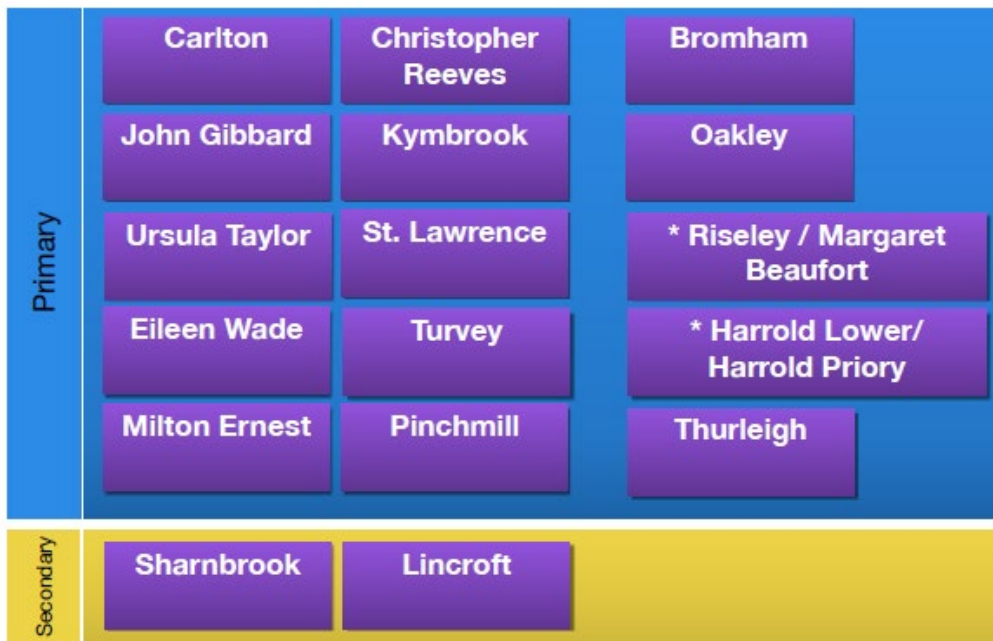 Primary
Carlton
Christopher
Reeves
Bromham
John Gibbard
Kymbrook
Oakley
Ursula Taylor
St. Lawrence
* Riseley / Margaret
Beaufort
Eileen Wade
Turvey
* Harrold Lower/
Harrold Priory
Milton Ernest
Pinchmill
Thurleigh
Secondary
Sharnbrook
Lincroft